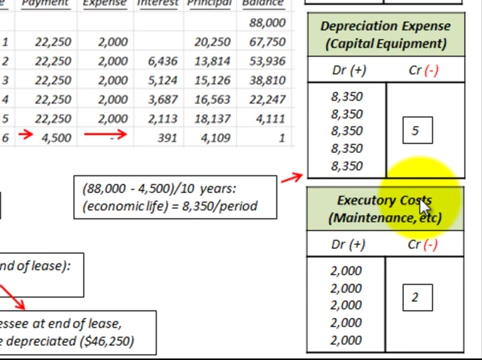 Payment Expense Interest Principal Balance
88,000
1 22,250 2,000 20,250 67,750
2 22,250 2,000 6,436 13,814 53,936
3 22,250 2,000 5,124 15,126 38,810
4 22,250 2,000 3,687 16,563 22,247
5 22,250 2,000 2,113 18,137 4,111
6 4,500 - 391 4,109 1
(88,000 - 4,500)/10 years:
(economic life) = 8,350/period
nd of lease):
essee at end of lease,
e depreciated ($46,250)
Depreciation Expense
(Capital Equipment)
Dr (+) Cr (-)
8,350
8,350
8,350 5
8,350
8,350
Executory Costs
(Maintenance, etc)
Dr (+) Cr (-)
2,000
2,000
2,000 2
2,000
2,000